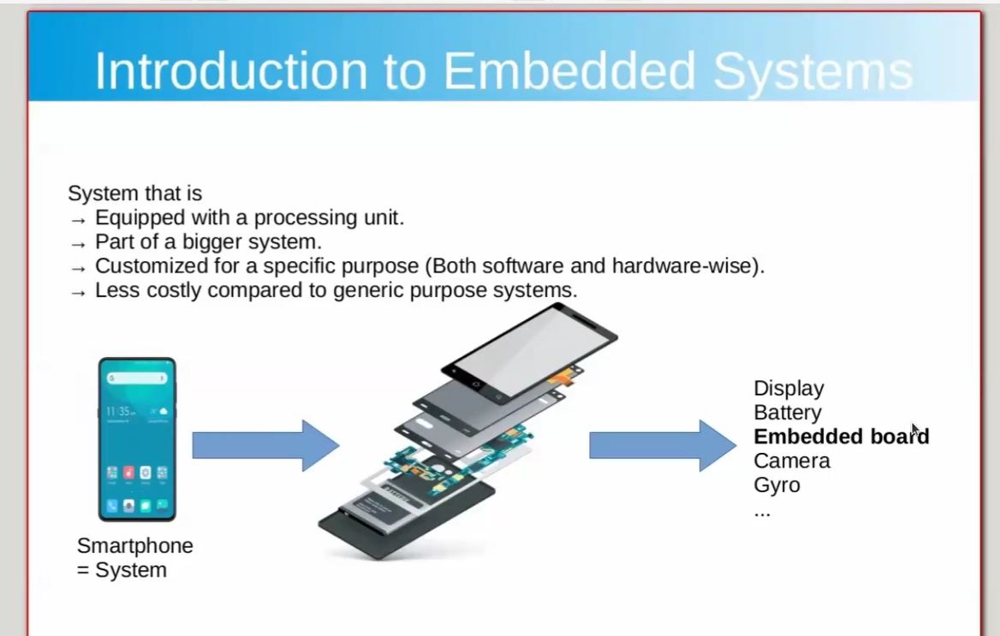 Introduction to Embedded Systems
System that is
→ Equipped with a processing unit.
→ Part of a bigger system.
→ Customized for a specific purpose (Both software and hardware-wise).
→ Less costly compared to generic purpose systems.
11:35
Smartphone
= System
Display
Battery
Embedded board
Camera
Gyro
...